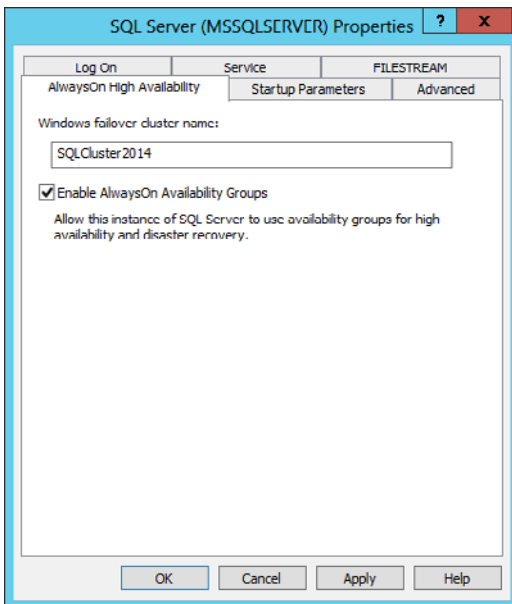 SQL Server (MSSQLSERVER) Properties ? x
Log On Service FILESTREAM
AlwaysOn High Availability Startup Parameters Advanced
Windows failover cluster name:
SQLCluster2014
Enable AlwaysOn Availability Groups
Allow this instance of SQL Server to use availability groups for high
availability and disaster recovery.
OK Cancel Apply Help